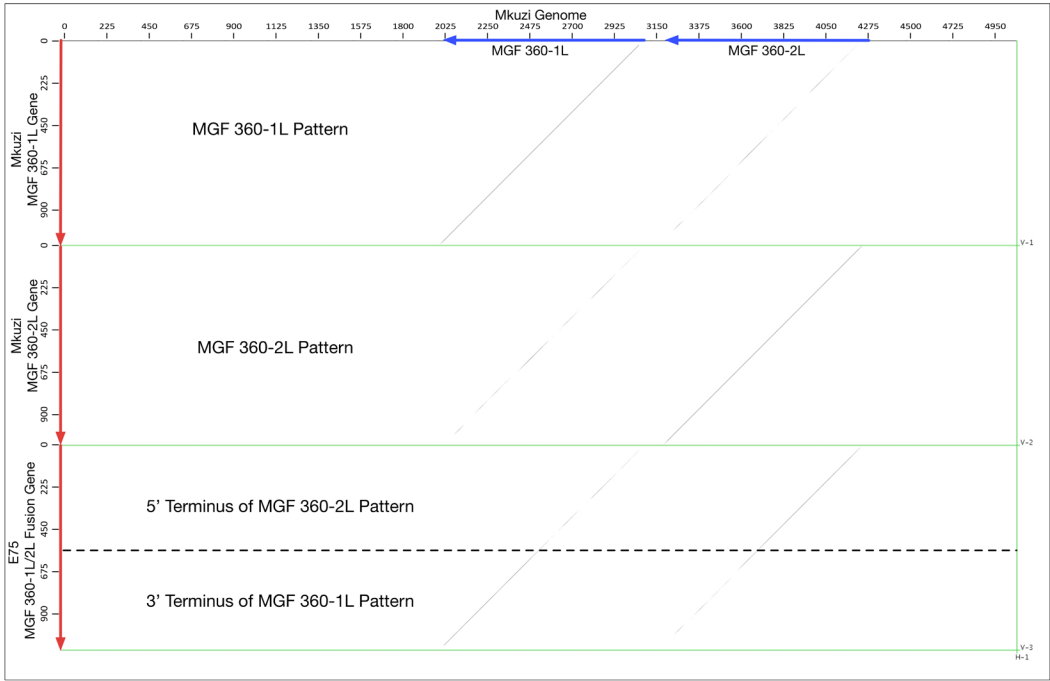 Mkuzi Genome
0 225 450 675 900 1125 1350 1575 1800 2025 2250 2475 2700 2925 3150 3375 3600 3825 4050 4275 4500 4725 4950
MGF 360-1L MGF 360-2L
Mkuzi
MGF 360-1L Gene
0 225 450 675 900
MGF 360-1L Pattern
V-1
Mkuzi
MGF 360-2L Gene
0 225 450 675 900
MGF 360-2L Pattern
V-2
E75
MGF 360-1L/2L Fusion Gene
0 225 450 675 900
5’ Terminus of MGF 360-2L Pattern
3’ Terminus of MGF 360-1L Pattern
V-3
H-1